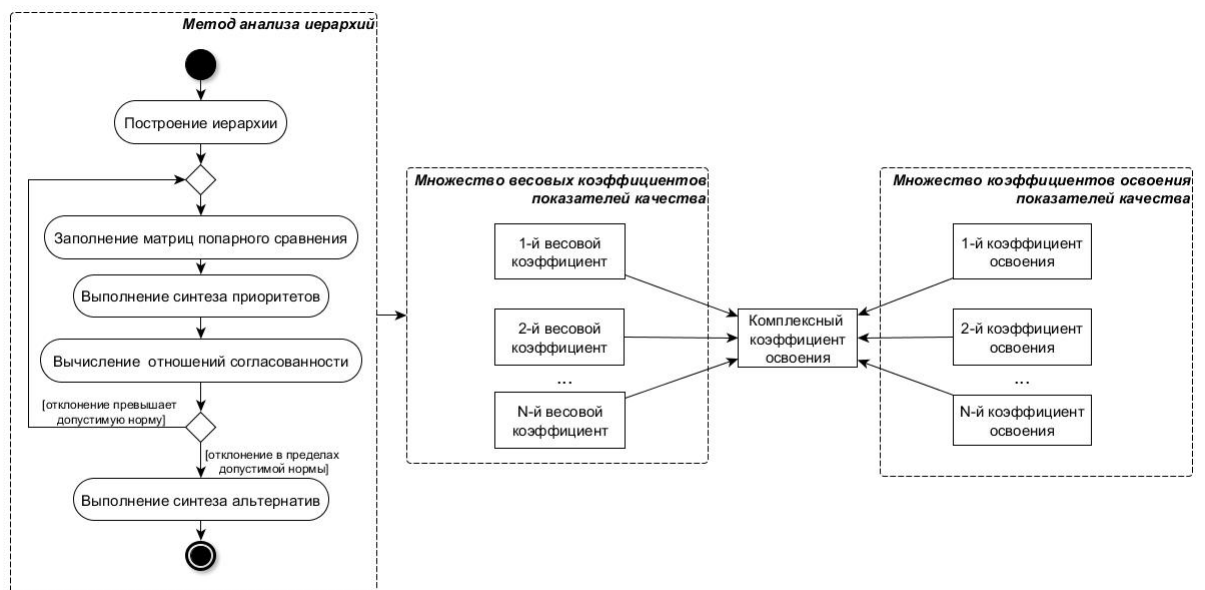 Метод анализа иерархий
Построение иерархии
Заполнение матриц попарного сравнения
Выполнение синтеза приоритетов
Вычисление отношений согласованности
[отклонение превышает
допустимую норму]
[отклонение в пределах
допустимой нормы]
Выполнение синтеза альтернатив
Множество весовых коэффициентов
показателей качества
1-й весовой
коэффициент
2-й весовой
коэффициент
...
N-й весовой
коэффициент
Комплексный
коэффициент
освоения
Множество коэффициентов освоения
показателей качества
1-й коэффициент
освоения
2-й коэффициент
освоения
...
N-й коэффициент
освоения